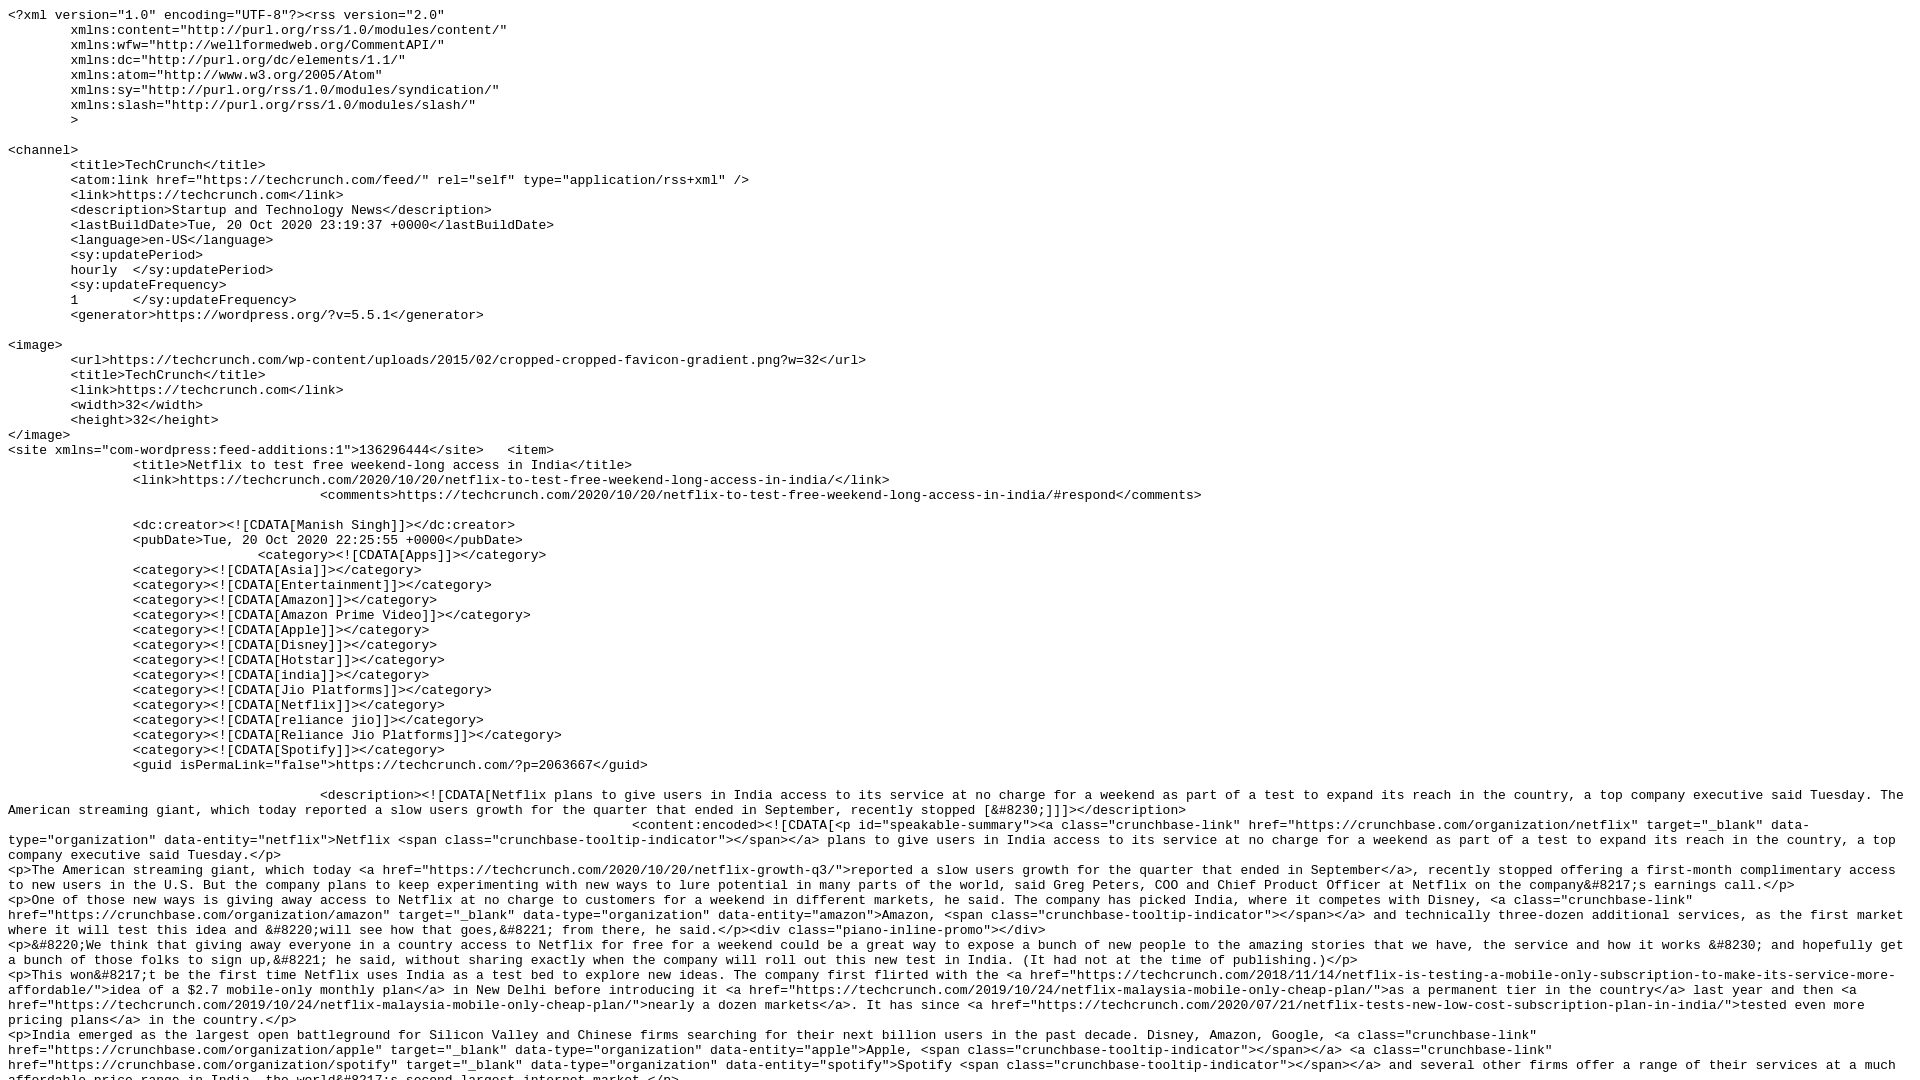 <?xml version="1.0" encoding="UTF-8"?><rss version="2.0"
xmlns:content="http://purl.org/rss/1.0/modules/content/"
xmlns:wfw="http://wellformedweb.org/CommentAPI/"
xmlns:dc="http://purl.org/dc/elements/1.1/"
xmlns:atom="http://www.w3.org/2005/Atom"
xmlns:sy="http://purl.org/rss/1.0/modules/syndication/"
xmlns:slash="http://purl.org/rss/1.0/modules/slash/"
>
<channel>
<title>TechCrunch</title>
<atom:link href="https://techcrunch.com/feed/" rel="self" type="application/rss+xml" />
<link>https://techcrunch.com</link>
<description>Startup and Technology News</description>
<lastBuildDate>Tue, 20 Oct 2020 23:19:37 +0000</lastBuildDate>
<language>en-US</language>
<sy:updatePeriod>
hourly	</sy:updatePeriod>
<sy:updateFrequency>
1	</sy:updateFrequency>
<generator>https://wordpress.org/?v=5.5.1</generator>
<image>
<url>https://techcrunch.com/wp-content/uploads/2015/02/cropped-cropped-favicon-gradient.png?w=32</url>
<title>TechCrunch</title>
<link>https://techcrunch.com</link>
<width>32</width>
<height>32</height>
</image>
<site xmlns="com-wordpress:feed-additions:1">136296444</site>	<item>
<title>Netflix to test free weekend-long access in India</title>
<link>https://techcrunch.com/2020/10/20/netflix-to-test-free-weekend-long-access-in-india/</link>
<comments>https://techcrunch.com/2020/10/20/netflix-to-test-free-weekend-long-access-in-india/#respond</comments>
<dc:creator><![CDATA[Manish Singh]]></dc:creator>
<pubDate>Tue, 20 Oct 2020 22:25:55 +0000</pubDate>
<category><![CDATA[Apps]]></category>
<category><![CDATA[Asia]]></category>
<category><![CDATA[Entertainment]]></category>
<category><![CDATA[Amazon]]></category>
<category><![CDATA[Amazon Prime Video]]></category>
<category><![CDATA[Apple]]></category>
<category><![CDATA[Disney]]></category>
<category><![CDATA[Hotstar]]></category>
<category><![CDATA[india]]></category>
<category><![CDATA[Jio Platforms]]></category>
<category><![CDATA[Netflix]]></category>
<category><![CDATA[reliance jio]]></category>
<category><![CDATA[Reliance Jio Platforms]]></category>
<category><![CDATA[Spotify]]></category>
<guid isPermaLink="false">https://techcrunch.com/?p=2063667</guid>
<description><![CDATA[Netflix plans to give users in India access to its service at no charge for a weekend as part of a test to expand its reach in the country, a top company executive said Tuesday. The
American streaming giant, which today reported a slow users growth for the quarter that ended in September, recently stopped [&#8230;]]]></description>
<content:encoded><![CDATA[<p id="speakable-summary"><a class="crunchbase-link" href="https://crunchbase.com/organization/netflix" target="_blank" data-
type="organization" data-entity="netflix">Netflix <span class="crunchbase-tooltip-indicator"></span></a> plans to give users in India access to its service at no charge for a weekend as part of a test to expand its reach in the country, a top
company executive said Tuesday.</p>
<p>The American streaming giant, which today <a href="https://techcrunch.com/2020/10/20/netflix-growth-q3/">reported a slow users growth for the quarter that ended in September</a>, recently stopped offering a first-month complimentary access
to new users in the U.S. But the company plans to keep experimenting with new ways to lure potential in many parts of the world, said Greg Peters, COO and Chief Product Officer at Netflix on the company&#8217;s earnings call.</p>
<p>One of those new ways is giving away access to Netflix at no charge to customers for a weekend in different markets, he said. The company has picked India, where it competes with Disney, <a class="crunchbase-link"
href="https://crunchbase.com/organization/amazon" target="_blank" data-type="organization" data-entity="amazon">Amazon, <span class="crunchbase-tooltip-indicator"></span></a> and technically three-dozen additional services, as the first market
where it will test this idea and &#8220;will see how that goes,&#8221; from there, he said.</p><div class="piano-inline-promo"></div>
<p>&#8220;We think that giving away everyone in a country access to Netflix for free for a weekend could be a great way to expose a bunch of new people to the amazing stories that we have, the service and how it works &#8230; and hopefully get
a bunch of those folks to sign up,&#8221; he said, without sharing exactly when the company will roll out this new test in India. (It had not at the time of publishing.)</p>
<p>This won&#8217;t be the first time Netflix uses India as a test bed to explore new ideas. The company first flirted with the <a href="https://techcrunch.com/2018/11/14/netflix-is-testing-a-mobile-only-subscription-to-make-its-service-more-
affordable/">idea of a $2.7 mobile-only monthly plan</a> in New Delhi before introducing it <a href="https://techcrunch.com/2019/10/24/netflix-malaysia-mobile-only-cheap-plan/">as a permanent tier in the country</a> last year and then <a
href="https://techcrunch.com/2019/10/24/netflix-malaysia-mobile-only-cheap-plan/">nearly a dozen markets</a>. It has since <a href="https://techcrunch.com/2020/07/21/netflix-tests-new-low-cost-subscription-plan-in-india/">tested even more
pricing plans</a> in the country.</p>
<p>India emerged as the largest open battleground for Silicon Valley and Chinese firms searching for their next billion users in the past decade. Disney, Amazon, Google, <a class="crunchbase-link"
href="https://crunchbase.com/organization/apple" target="_blank" data-type="organization" data-entity="apple">Apple, <span class="crunchbase-tooltip-indicator"></span></a> <a class="crunchbase-link"
href="https://crunchbase.com/organization/spotify" target="_blank" data-type="organization" data-entity="spotify">Spotify <span class="crunchbase-tooltip-indicator"></span></a> and several other firms offer a range of their services at a much
affordable price range in India, the world&#8217;s second largest internet market.</p>